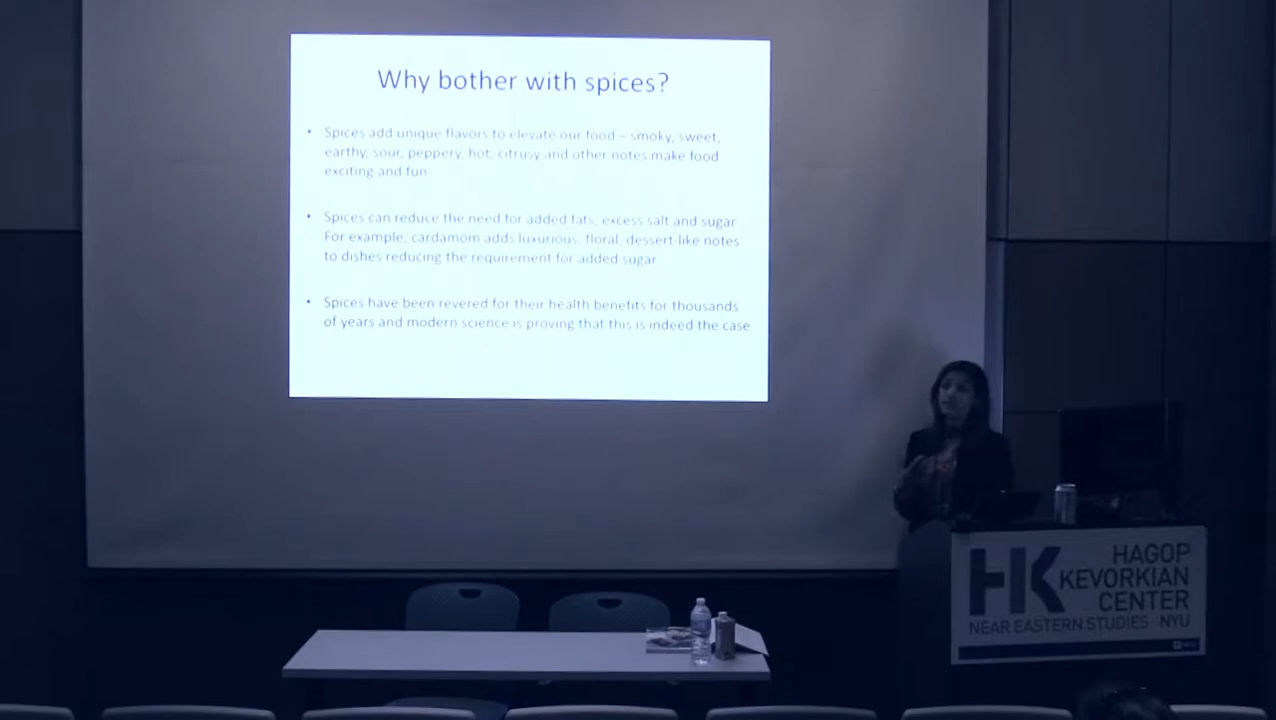 Why bother with spices?
• Spices add unique flavors to elevate our food – smoky, sweet,
earthy, sour, peppery, hot, citrusy and other notes make food
exciting and fun
• Spices can reduce the need for added fats, excess salt and sugar
For example, cardamom adds luxurious, floral, dessert-like notes
to dishes reducing the requirement for added sugar
• Spices have been revered for their health benefits for thousands
of years and modern science is proving that this is indeed the case
HK
HAGOP
KEVORKIAN
CENTER
NEAR EASTERN STUDIES NYU